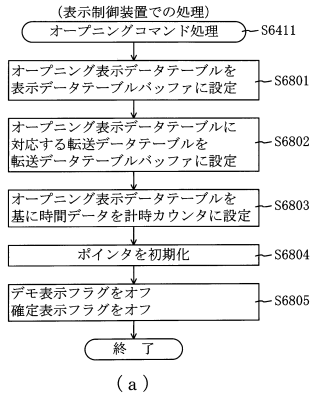 (表示制御装置での処理)
オープニングコマンド処理
S6411
オープニング表示データテーブルを
表示データテーブルバッファに設定
S6801
オープニング表示データテーブルに
対応する転送データテーブルを
転送データテーブルバッファに設定
S6802
オープニング表示データテーブルを
基に時間データを計時カウンタに設定
S6803
ポインタを初期化
S6804
デモ表示フラグをオフ
確定表示フラグをオフ
S6805
終 了
(a)